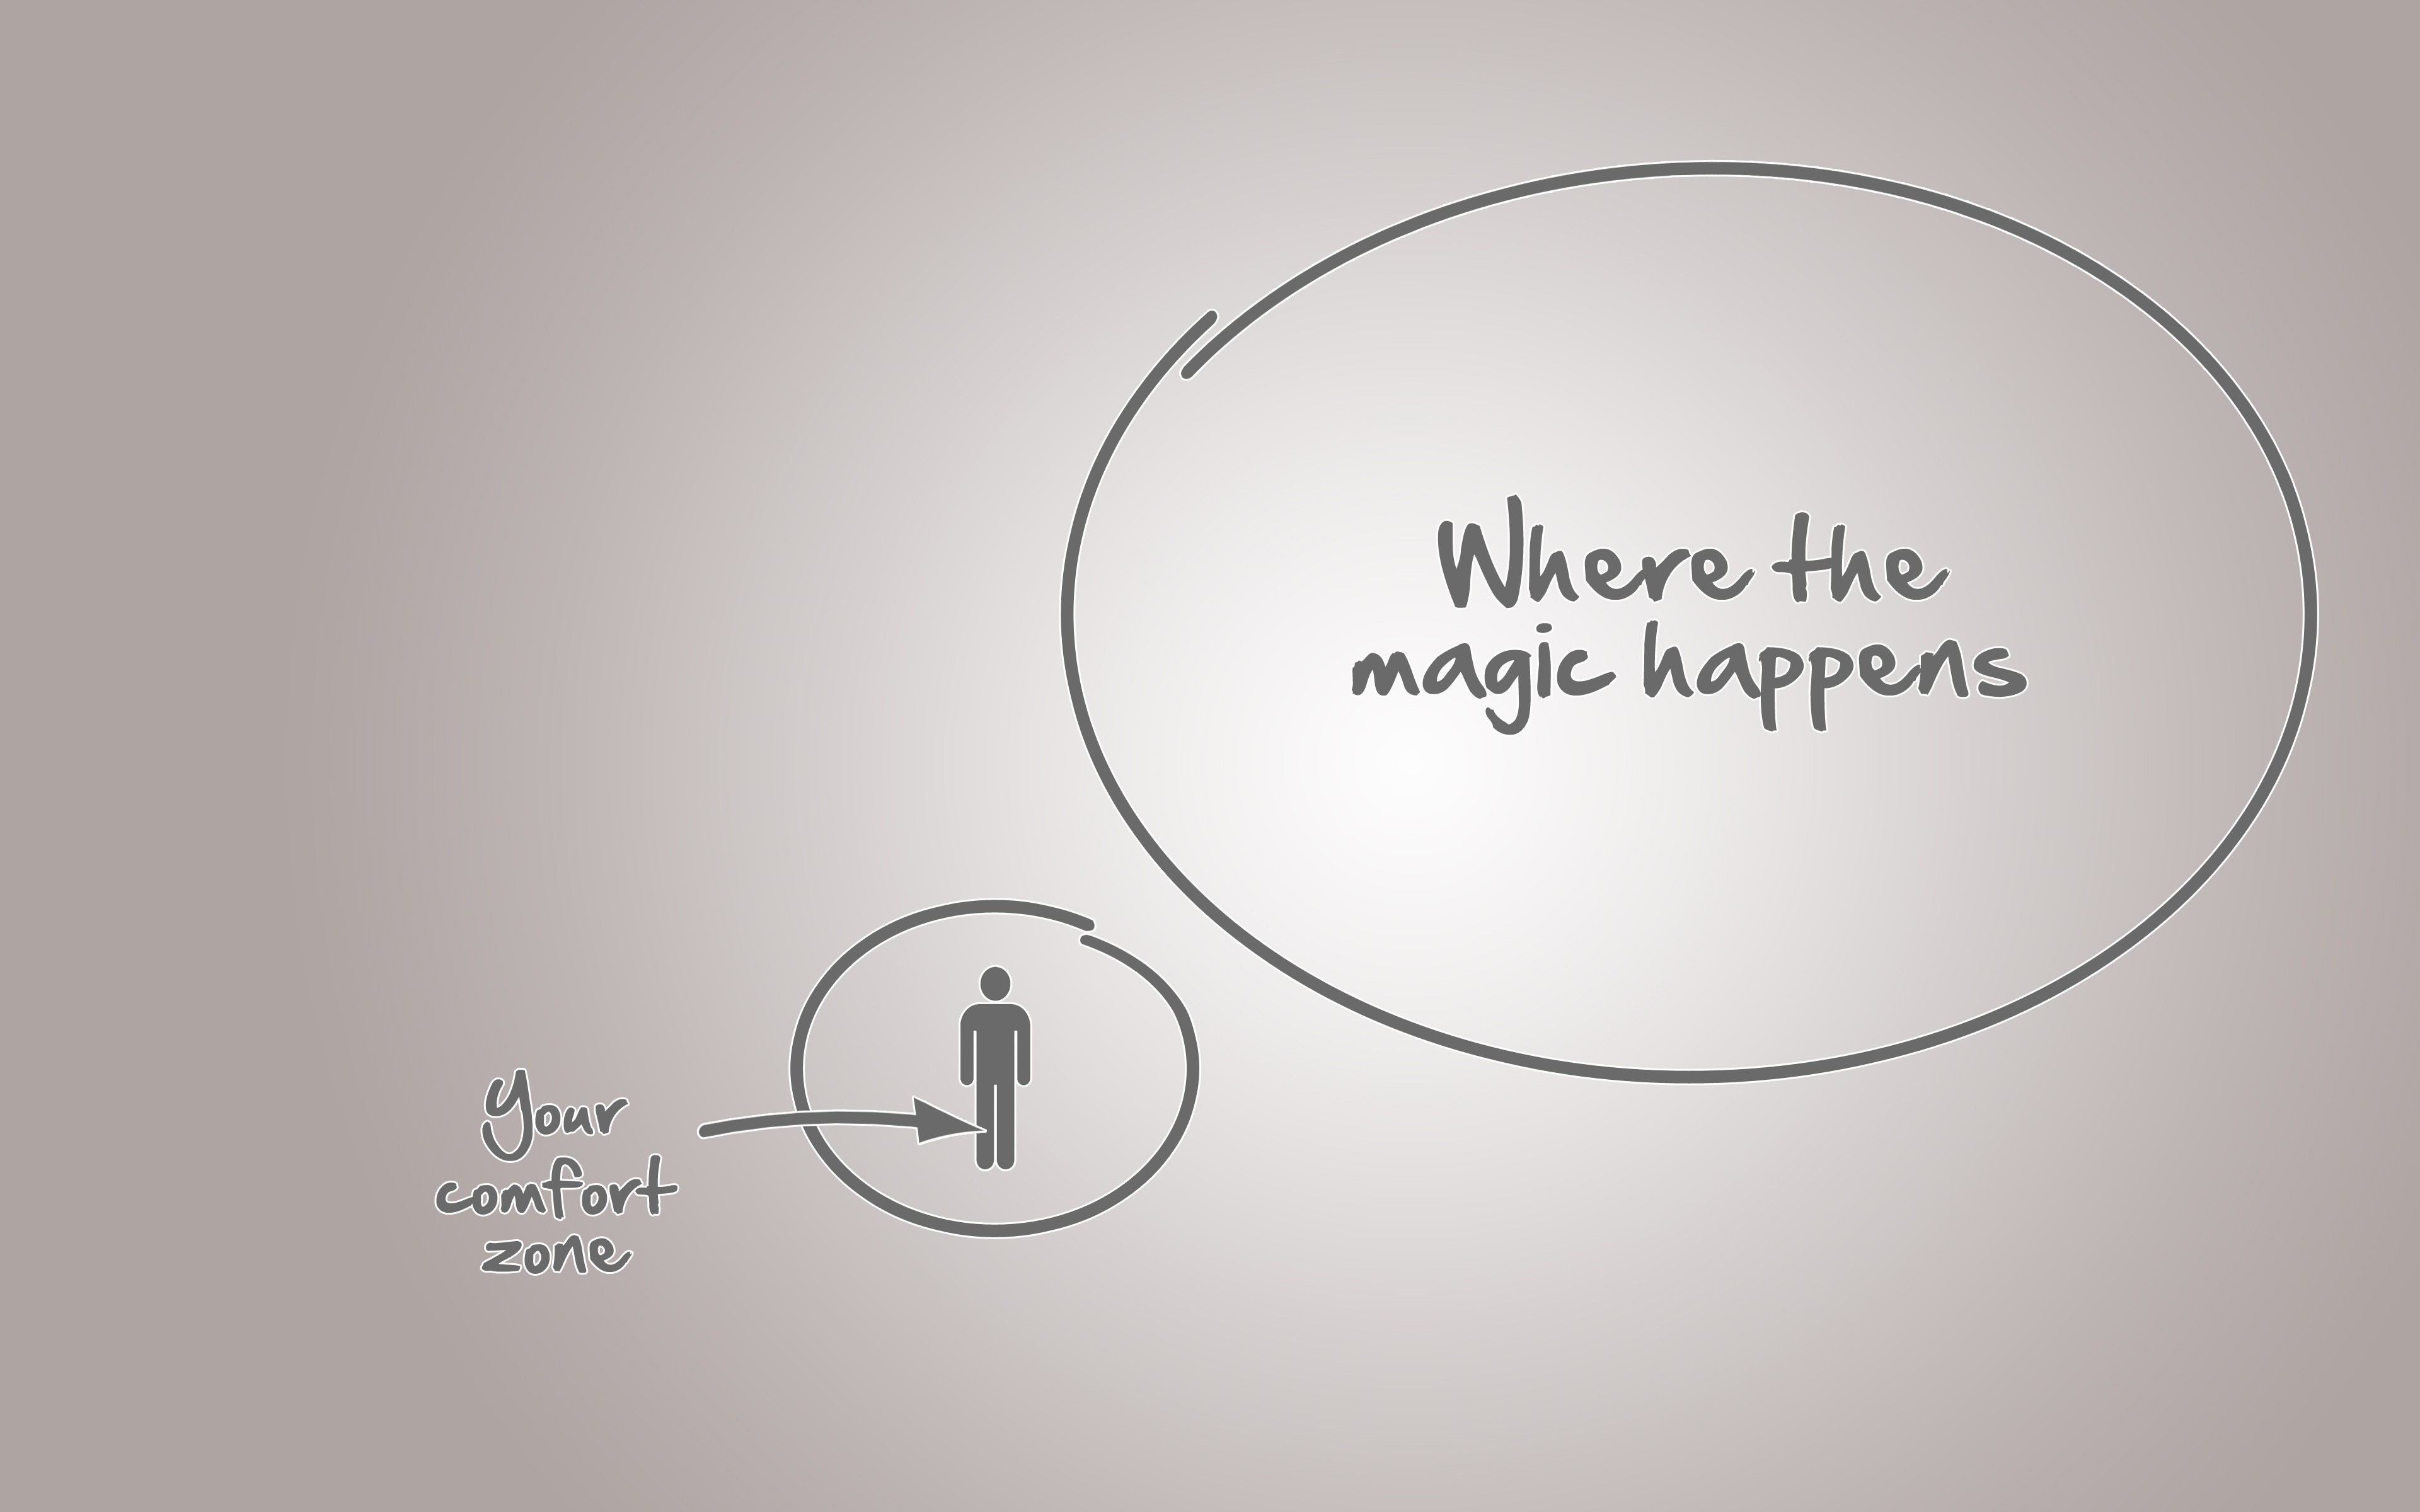 Where the
magic happens
Your
comfort
zone